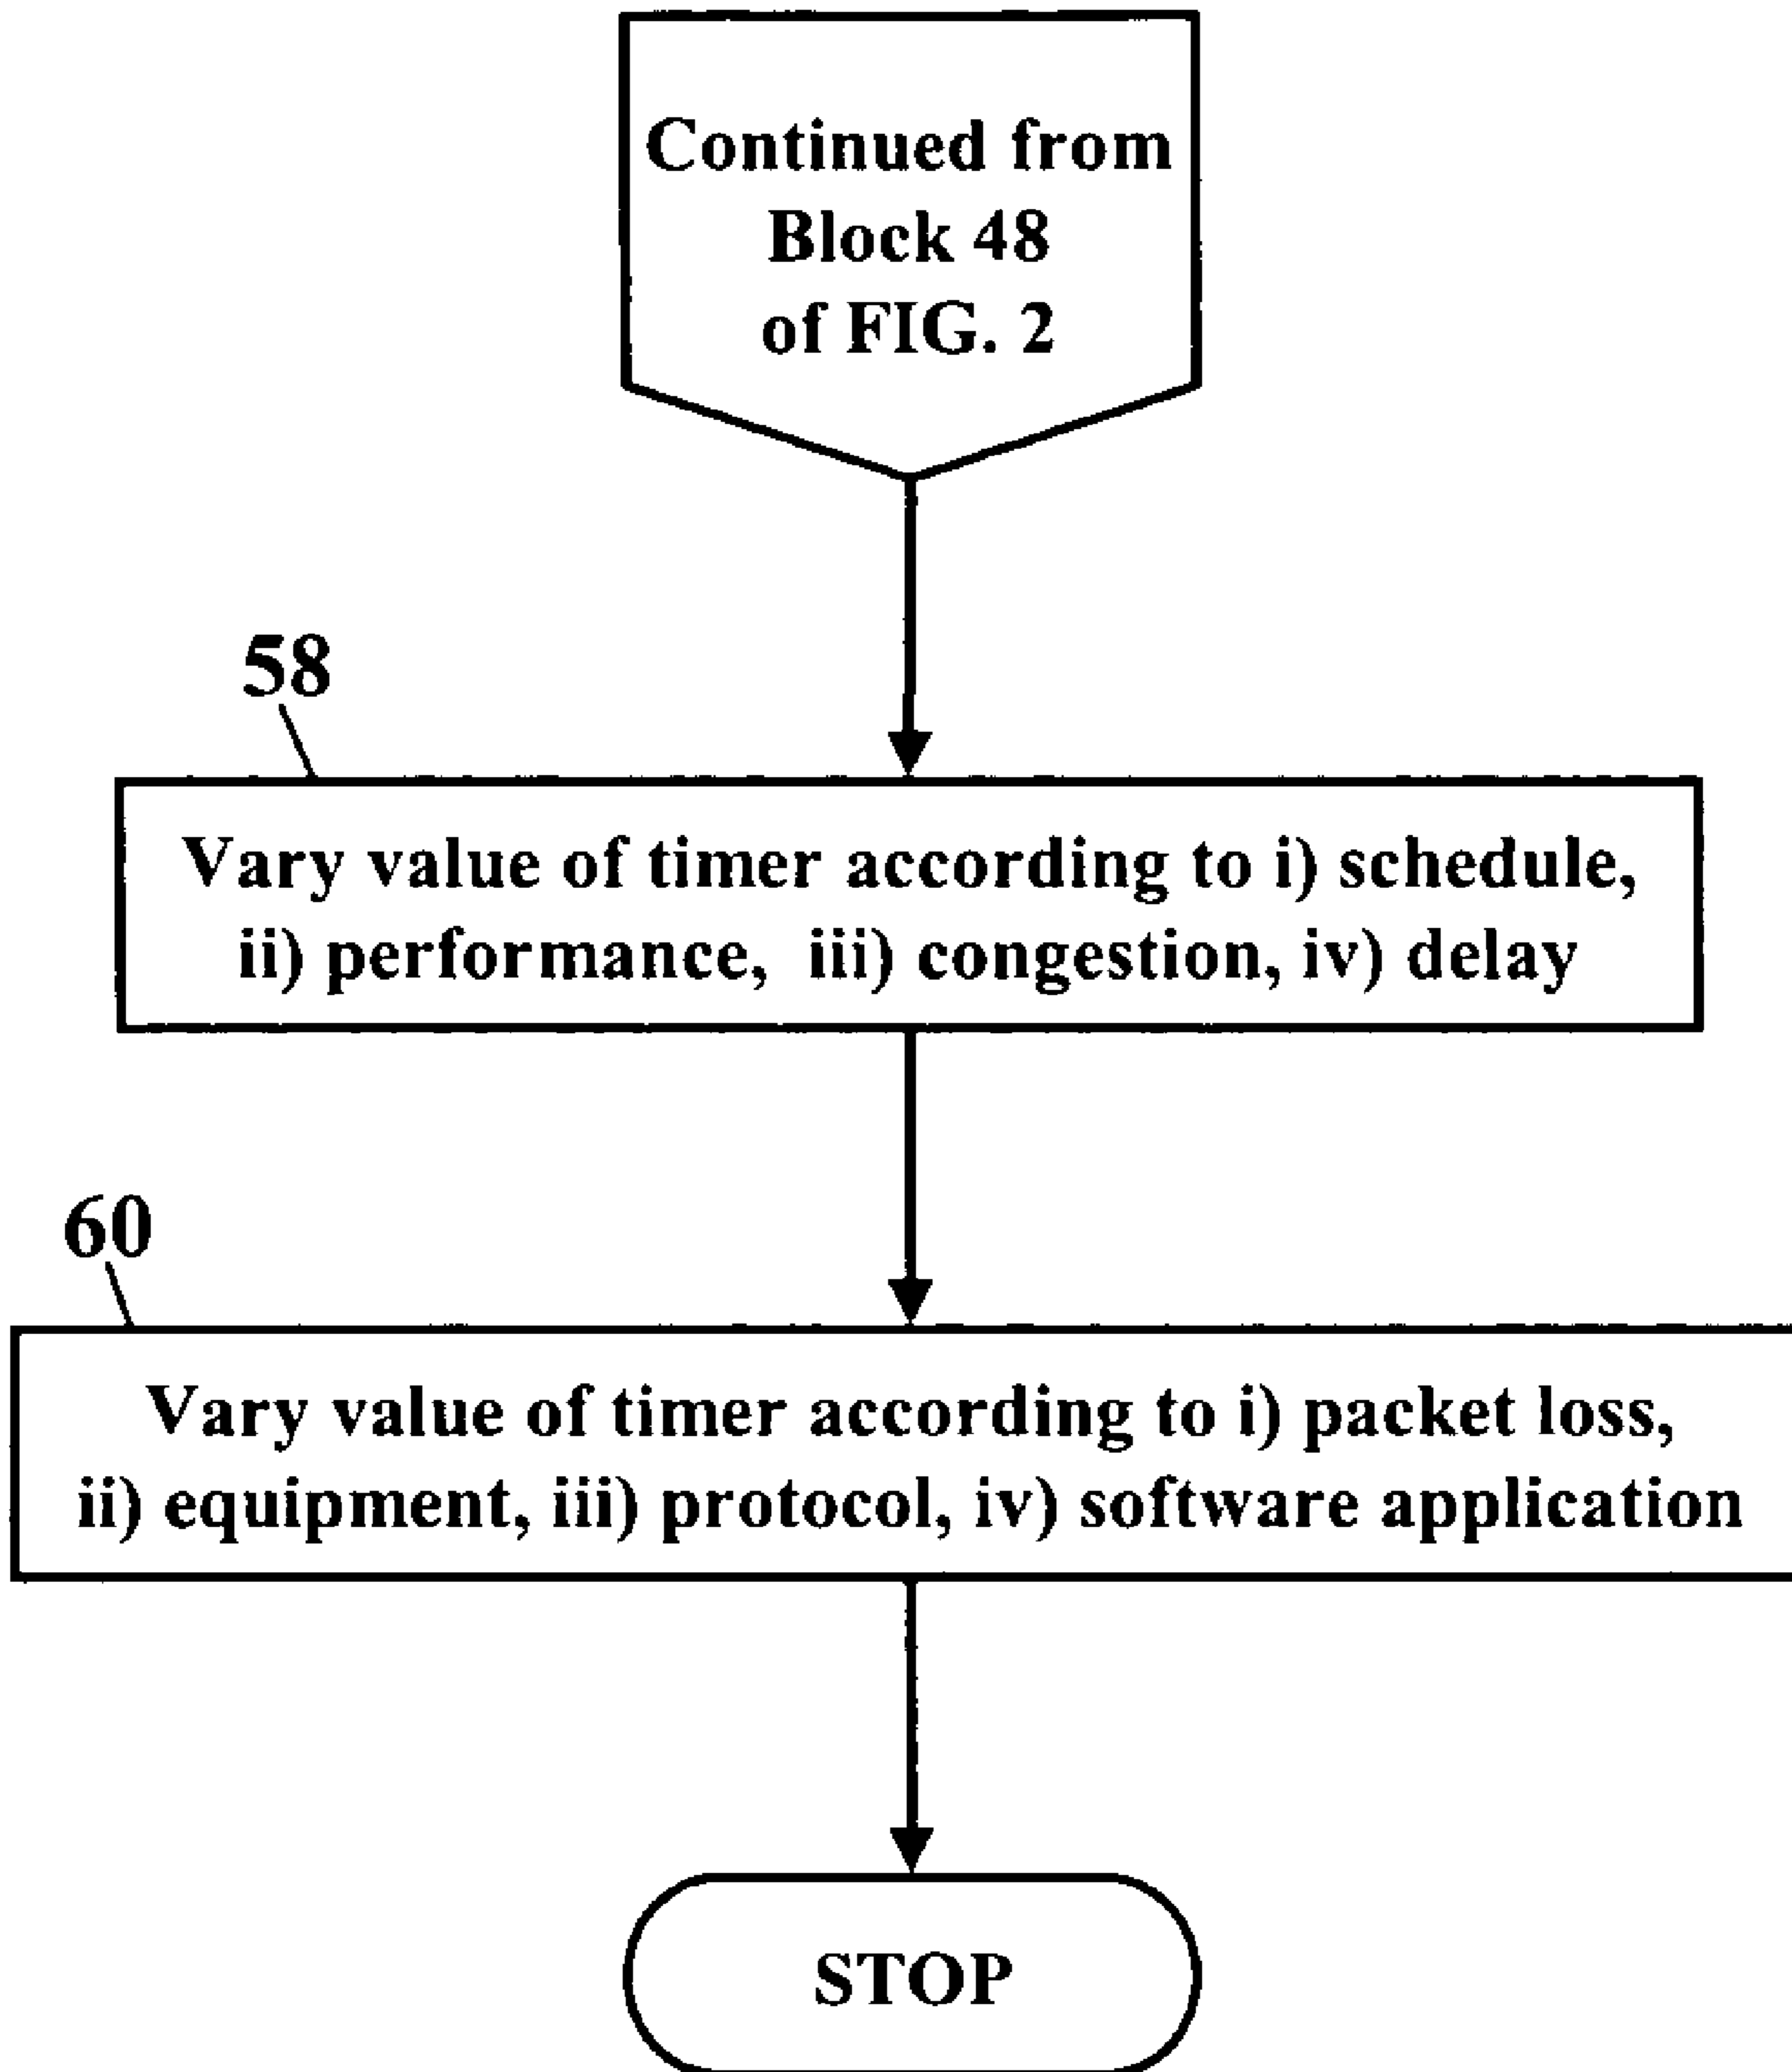 Continued from
Block 48
of FIG. 2
58
Vary value of timer according to i) schedule,
ii) performance, iii) congestion, iv) delay
60
Vary value of timer according to i) packet loss,
ii) equipment, iii) protocol, iv) software application
STOP